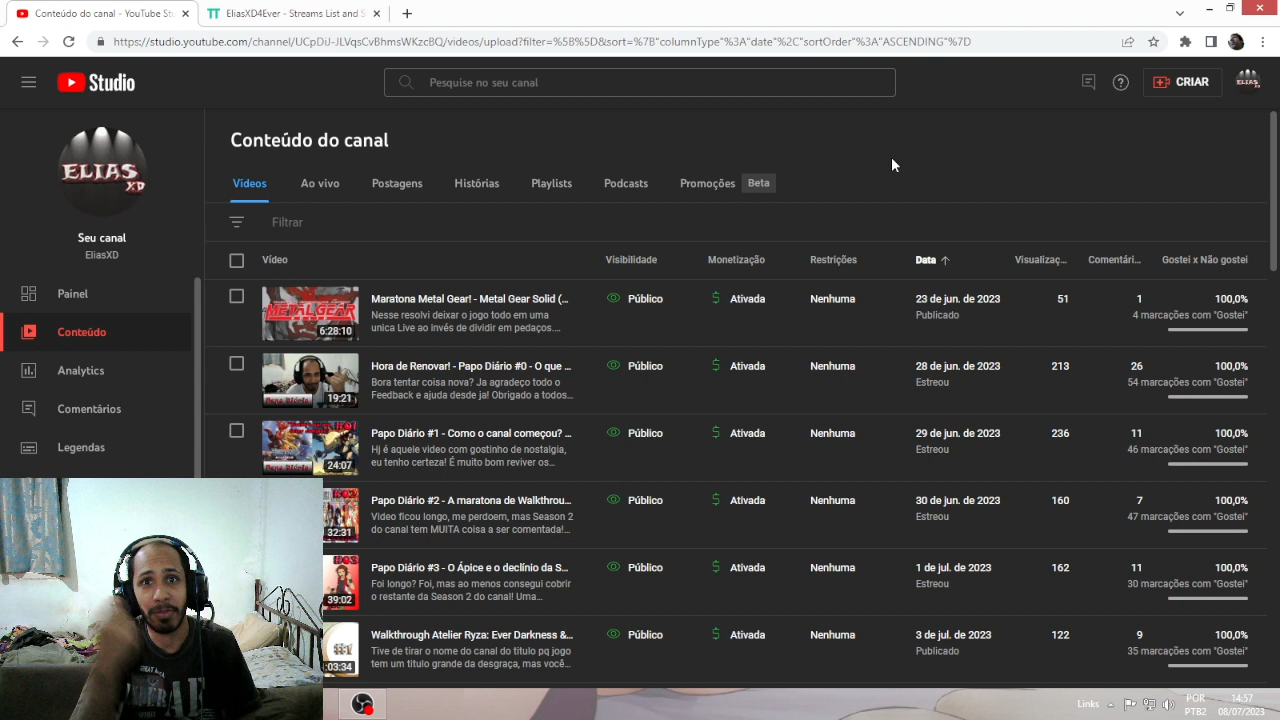 Conteúdo do canal - YouTube Stu
EliasXD4Ever - Streams List and S
https://studio.youtube.com/channel/UCpDiJ-JLVqsCvBhmsWKzcBQ/videos/upload?filter=%5B%5D&sort=%7B"columnType"%3A"date"%2C"sortOrder"%3A"ASCENDING"%7D
Studio
Pesquise no seu canal
CRIAR
ELIAS XD
Seu canal
EliasXD
Painel
Conteúdo
Analytics
Comentários
Legendas
Conteúdo do canal
Vídeos Ao vivo Postagens Histórias Playlists Podcasts Promoções Beta
Filtrar
Vídeo Visibilidade Monetização Restrições Data Visualizaç... Comentári... Gostei x Não gostei
METAL GEAR
6:28:10
Maratona Metal Gear! - Metal Gear Solid (...
Nesse resolvi deixar o jogo todo em uma
unica Live ao invés de dividir em pedaços....
Público Ativada Nenhuma 23 de jun. de 2023 51 1 100,0%
Publicado 4 marcações com "Gostei"
Papo Diário
19:21
Hora de Renovar! - Papo Diário #0 - O que ...
Bora tentar coisa nova? Ja agradeço todo o
Feedback e ajuda desde ja! Obrigado a todos...
Público Ativada Nenhuma 28 de jun. de 2023 213 26 100,0%
Estreou 54 marcações com "Gostei"
Papo Diário
24:07
Papo Diário #1 - Como o canal começou? ...
Hj é aquele video com gostinho de nostalgia,
eu tenho certeza! É muito bom reviver os...
Público Ativada Nenhuma 29 de jun. de 2023 236 11 100,0%
Estreou 46 marcações com "Gostei"
32:31
Papo Diário #2 - A maratona de Walkthrou...
Video ficou longo, me perdoem, mas Season 2
do canal tem MUITA coisa a ser comentada!...
Público Ativada Nenhuma 30 de jun. de 2023 160 7 100,0%
Estreou 47 marcações com "Gostei"
39:02
Papo Diário #3 - O Ápice e o declínio da S...
Foi longo? Foi, mas ao menos consegui cobrir
o restante da Season 2 do canal! Uma...
Público Ativada Nenhuma 1 de jul. de 2023 162 11 100,0%
Estreou 30 marcações com "Gostei"
:03:34
Walkthrough Atelier Ryza: Ever Darkness &...
Tive de tirar o nome do canal do titulo pq jogo
tem um titulo grande da desgraça, mas você...
Público Ativada Nenhuma 3 de jul. de 2023 122 9 100,0%
Publicado 35 marcações com "Gostei"
Links
POR
PTB2
14:57
08/07/2023